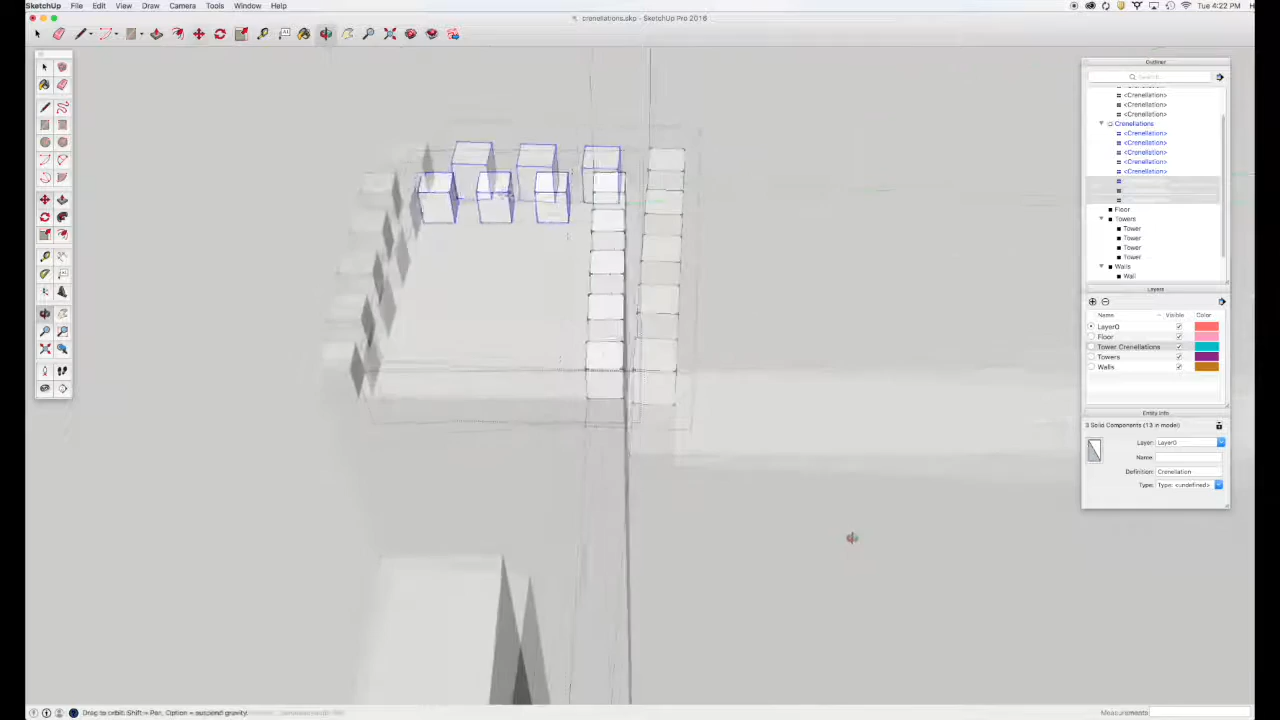 SketchUp File Edit View Draw Camera Tools Window Help Tue 4:22 PM
crenellations.skp - SketchUp Pro 2016
Outliner
Search
<Crenellation>
<Crenellation>
<Crenellation>
Crenellations
<Crenellation>
<Crenellation>
<Crenellation>
<Crenellation>
<Crenellation>
Floor
Towers
Tower
Tower
Tower
Tower
Walls
Wall
Layers
Name Visible Color
Layer0
Floor
Tower Crenellations
Towers
Walls
Entity Info
3 Solid Components (13 in model)
Layer: Layer0
Name:
Definition: Crenellation
Type: Type: <undefined>
Drag to orbit. Shift = Pan, Option = suspend gravity.
Measurements